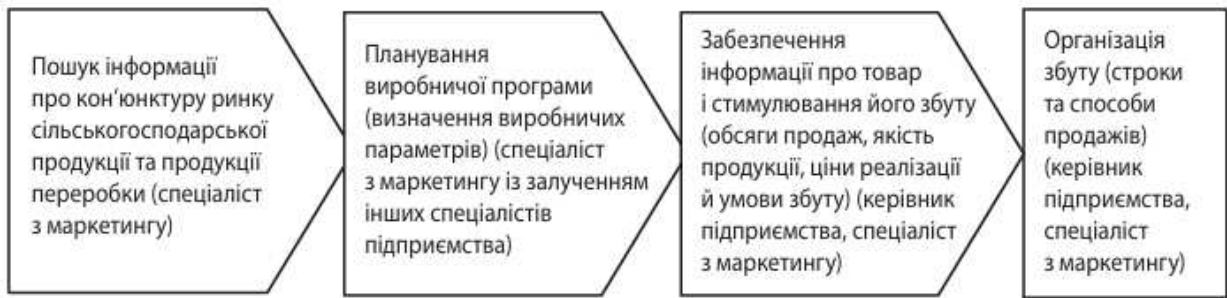 Пошук інформації
про кон'юнктуру ринку
сільськогосподарської
продукції та продукції
переробки (спеціаліст
з маркетингу)
Планування
виробничої програми
(визначення виробничих
параметрів) (спеціаліст
з маркетингу із залученням
інших спеціалістів
підприємства)
Забезпечення
інформації про товар
і стимулювання його збуту
(обсяги продаж, якість
продукції, ціни реалізації
й умови збуту) (керівник
підприємства, спеціаліст
з маркетингу)
Організація
збуту (строки
та способи
продажів)
(керівник
підприємства,
спеціаліст
з маркетингу)